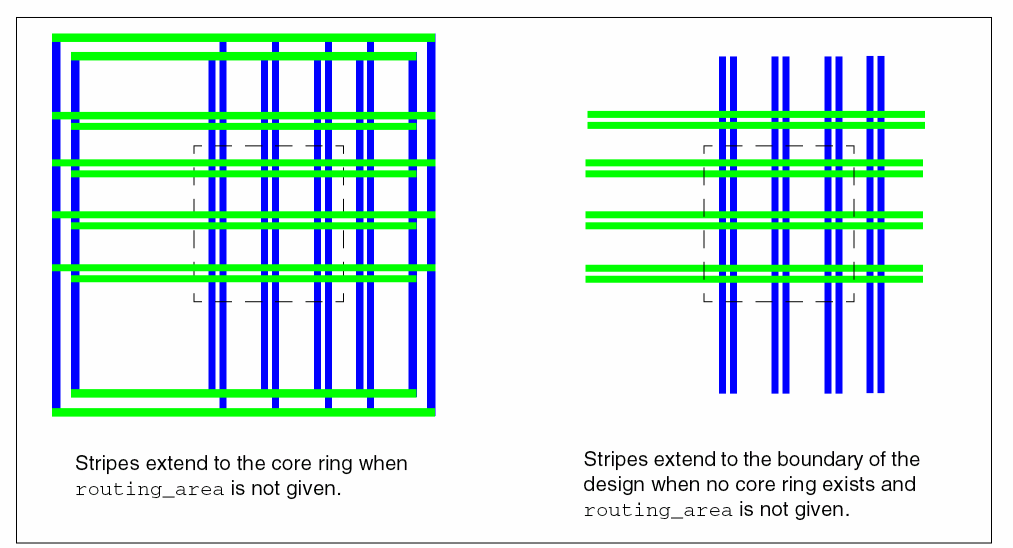 Stripes extend to the core ring when
routing_area is not given.
Stripes extend to the boundary of the
design when no core ring exists and
routing_area is not given.